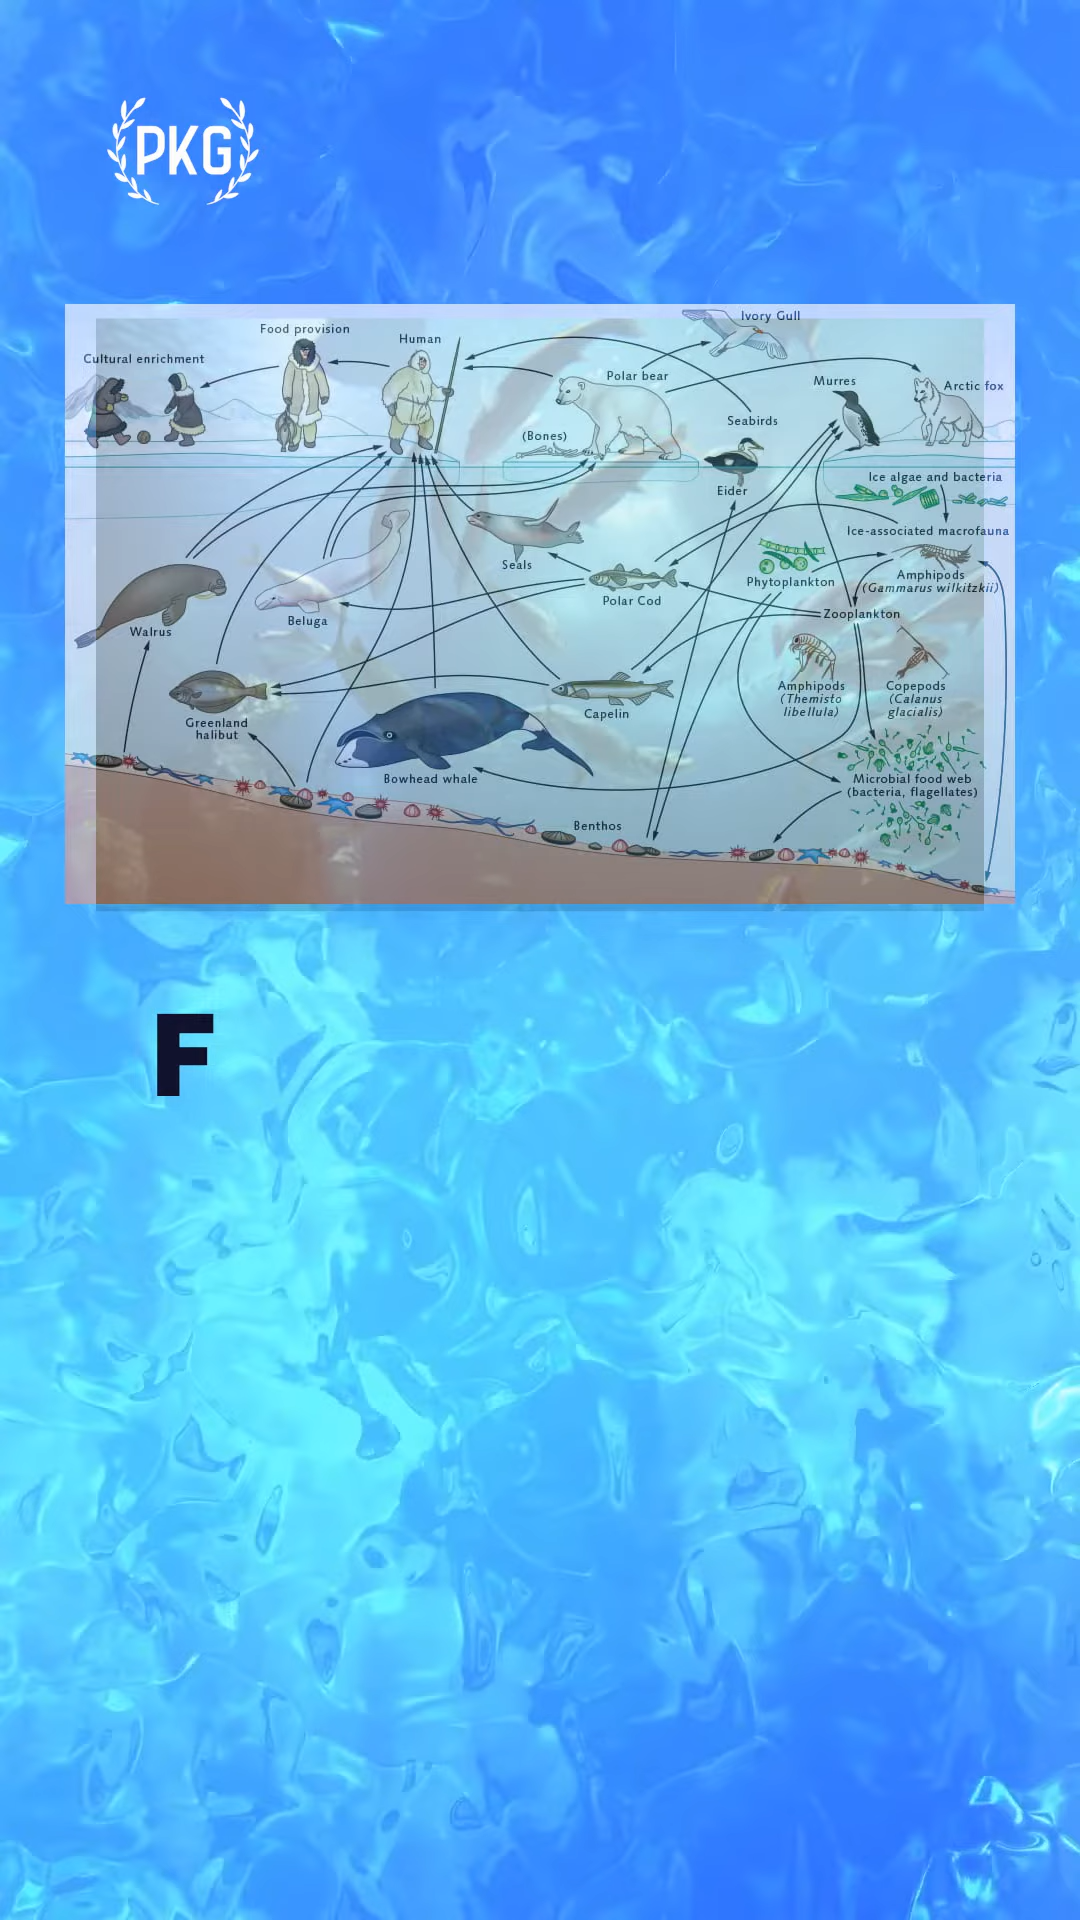 PKG
Ivory Gull
Food provision
Human
Cultural enrichment
Polar bear
Murres
Arctic fox
Seabirds
(Bones)
Ice algae and bacteria
Eider
Ice-associated macrofauna
Seals
Phytoplankton
Amphipods
(Gammarus wilkitzkii)
Polar Cod
Zooplankton
Beluga
Walrus
Amphipods
(Themisto
libellula)
Copepods
(Calanus
glacialis)
Capelin
Greenland
halibut
Bowhead whale
Microbial food web
(bacteria, flagellates)
Benthos
F